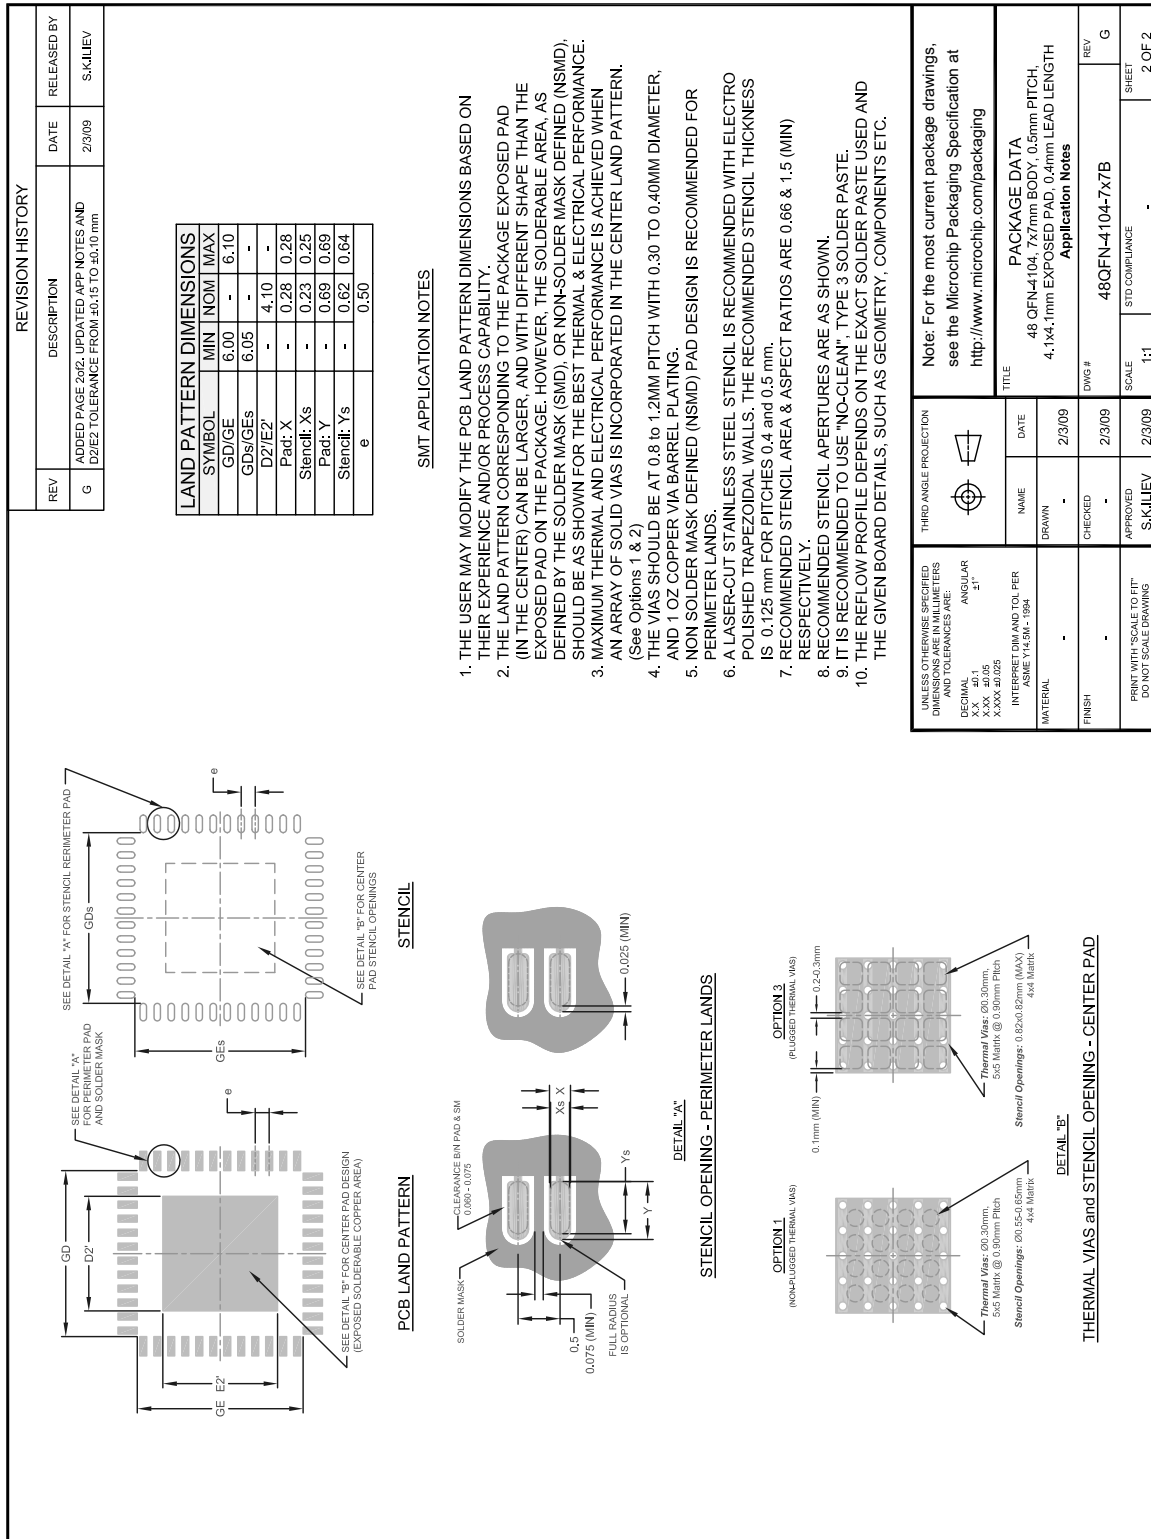 REVISION HISTORY
REV DESCRIPTION DATE RELEASED BY
G ADDED PAGE 2of2. UPDATED APP NOTES AND
D2/E2 TOLERANCE FROM ±0.15 TO ±0.10 mm 2/3/09 S.K.ILIEV
SEE DETAIL "A"
FOR PERIMETER PAD
AND SOLDER MASK
GD
D2'
e
GE
E2'
SEE DETAIL "B" FOR CENTER PAD DESIGN
(EXPOSED SOLDERABLE COPPER AREA)
PCB LAND PATTERN
SEE DETAIL "A" FOR STENCIL RERIMETER PAD
GDs
e
GEs
SEE DETAIL "B" FOR CENTER
PAD STENCIL OPENINGS
STENCIL
LAND PATTERN DIMENSIONS
SYMBOL MIN NOM MAX
GD/GE 6.00 - 6.10
GDs/GEs 6.05 - -
D2'/E2' - 4.10 -
Pad: X - 0.28 0.28
Stencil: Xs - 0.23 0.25
Pad: Y - 0.69 0.69
Stencil: Ys - 0.62 0.64
e 0.50
SOLDER MASK
CLEARANCE B/N PAD & SM
0.060 - 0.075
0.5
0.075 (MIN)
FULL RADIUS
IS OPTIONAL
Y
Ys
Xs
X
0.025 (MIN)
DETAIL "A"
STENCIL OPENING - PERIMETER LANDS
OPTION 1
(NON-PLUGGED THERMAL VIAS)
Thermal Vias: Ø0.30mm,
5x5 Matrix @ 0.90mm Pitch
Stencil Openings: Ø0.55-0.65mm
4x4 Matrix
OPTION 3
(PLUGGED THERMAL VIAS)
0.1mm (MIN)
0.2-0.3mm
Thermal Vias: Ø0.30mm,
5x5 Matrix @ 0.90mm Pitch
Stencil Openings: 0.82x0.82mm (MAX)
4x4 Matrix
DETAIL "B"
THERMAL VIAS and STENCIL OPENING - CENTER PAD
SMT APPLICATION NOTES
1. THE USER MAY MODIFY THE PCB LAND PATTERN DIMENSIONS BASED ON
THEIR EXPERIENCE AND/OR PROCESS CAPABILITY.
2. THE LAND PATTERN CORRESPONDING TO THE PACKAGE EXPOSED PAD
(IN THE CENTER) CAN BE LARGER, AND WITH DIFFERENT SHAPE THAN THE
EXPOSED PAD ON THE PACKAGE. HOWEVER, THE SOLDERABLE AREA, AS
DEFINED BY THE SOLDER MASK (SMD), OR NON-SOLDER MASK DEFINED (NSMD),
SHOULD BE AS SHOWN FOR THE BEST THERMAL & ELECTRICAL PERFORMANCE.
3. MAXIMUM THERMAL AND ELECTRICAL PERFORMANCE IS ACHIEVED WHEN
AN ARRAY OF SOLID VIAS IS INCORPORATED IN THE CENTER LAND PATTERN.
(See Options 1 & 2)
4. THE VIAS SHOULD BE AT 0.8 to 1.2MM PITCH WITH 0.30 TO 0.40MM DIAMETER,
AND 1 OZ COPPER VIA BARREL PLATING.
5. NON SOLDER MASK DEFINED (NSMD) PAD DESIGN IS RECOMMENDED FOR
PERIMETER LANDS.
6. A LASER-CUT STAINLESS STEEL STENCIL IS RECOMMENDED WITH ELECTRO
POLISHED TRAPEZOIDAL WALLS. THE RECOMMENDED STENCIL THICKNESS
IS 0.125 mm FOR PITCHES 0.4 and 0.5 mm.
7. RECOMMENDED STENCIL AREA & ASPECT RATIOS ARE 0.66 & 1.5 (MIN)
RESPECTIVELY.
8. RECOMMENDED STENCIL APERTURES ARE AS SHOWN.
9. IT IS RECOMMENDED TO USE "NO-CLEAN", TYPE 3 SOLDER PASTE.
10. THE REFLOW PROFILE DEPENDS ON THE EXACT SOLDER PASTE USED AND
THE GIVEN BOARD DETAILS, SUCH AS GEOMETRY, COMPONENTS ETC.
UNLESS OTHERWISE SPECIFIED
DIMENSIONS ARE IN MILLIMETERS
AND TOLERANCES ARE:
DECIMAL ANGULAR
X.X ±0.1 ±1°
X.XX ±0.05
X.XXX ±0.025
INTERPRET DIM AND TOL PER
ASME Y14.5M - 1994
MATERIAL
-
FINISH
-
PRINT WITH "SCALE TO FIT"
DO NOT SCALE DRAWING
THIRD ANGLE PROJECTION
NAME DATE
DRAWN
- 2/3/09
CHECKED
- 2/3/09
APPROVED
S.K.ILIEV 2/3/09
Note: For the most current package drawings,
see the Microchip Packaging Specification at
http://www.microchip.com/packaging
TITLE
PACKAGE DATA
48 QFN-4104, 7x7mm BODY, 0.5mm PITCH,
4.1x4.1mm EXPOSED PAD, 0.4mm LEAD LENGTH
Application Notes
DWG # REV
48QFN-4104-7x7B G
SCALE STD COMPLIANCE SHEET
1:1 - 2 OF 2